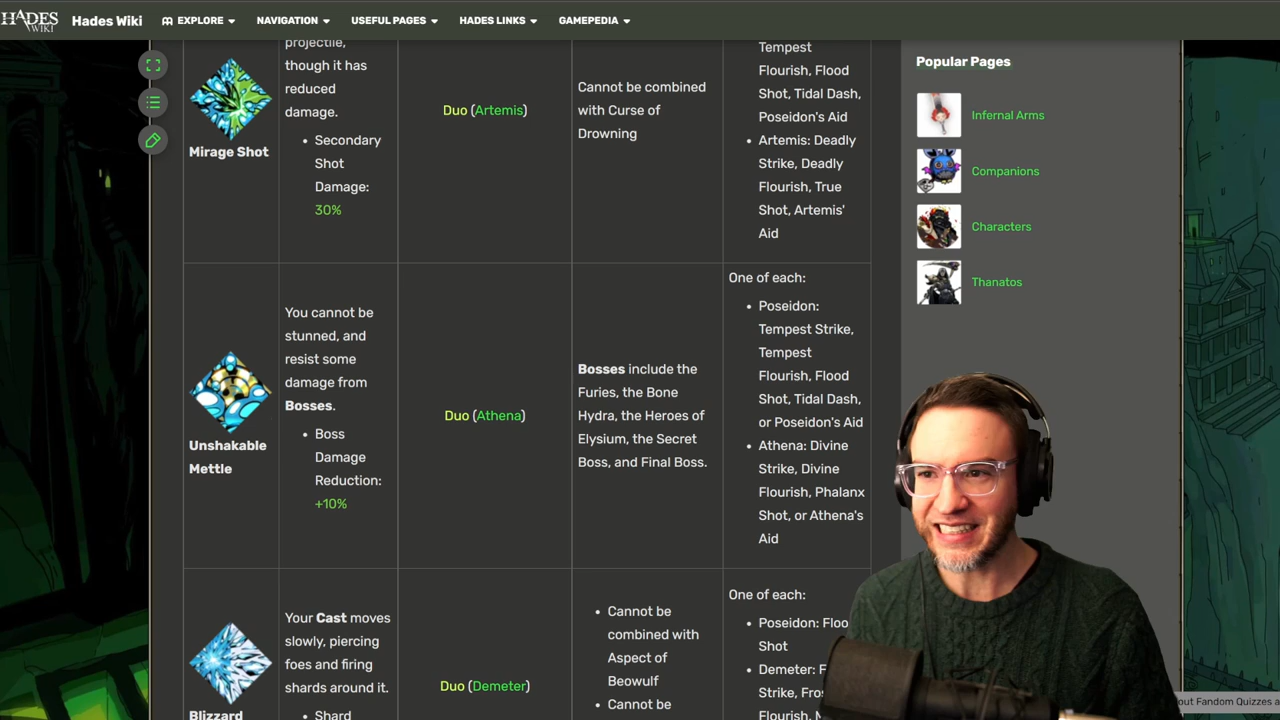 HADES
WIKI
Hades Wiki
EXPLORE
NAVIGATION
USEFUL PAGES
HADES LINKS
GAMEPEDIA
Mirage Shot
projectile,
though it has
reduced
damage.
Secondary
Shot
Damage:
30%
Duo (Artemis)
Cannot be combined
with Curse of
Drowning
Tempest
Flourish, Flood
Shot, Tidal Dash,
Poseidon's Aid
Artemis: Deadly
Strike, Deadly
Flourish, True
Shot, Artemis'
Aid
Unshakable
Mettle
You cannot be
stunned, and
resist some
damage from
Bosses.
Boss
Damage
Reduction:
+10%
Duo (Athena)
Bosses include the
Furies, the Bone
Hydra, the Heroes of
Elysium, the Secret
Boss, and Final Boss.
One of each:
Poseidon:
Tempest Strike,
Tempest
Flourish, Flood
Shot, Tidal Dash,
or Poseidon's Aid
Athena: Divine
Strike, Divine
Flourish, Phalanx
Shot, or Athena's
Aid
Blizzard
Your Cast moves
slowly, piercing
foes and firing
shards around it.
Shard
Duo (Demeter)
Cannot be
combined with
Aspect of
Beowulf
Cannot be
One of each:
Poseidon: Floo
Shot
Demeter: F
Strike, Fros
Flourish,
Popular Pages
Infernal Arms
Companions
Characters
Thanatos
out Fandom Quizzes a